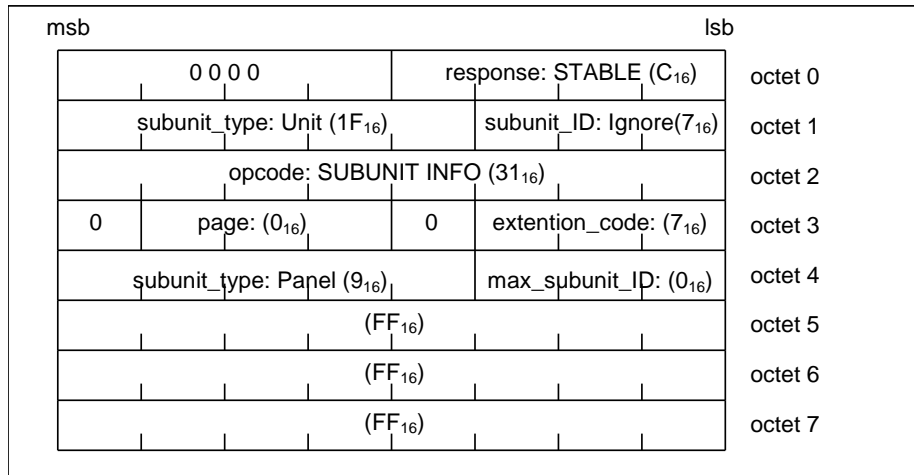 msb lsb
0 0 0 0 response: STABLE (C₁₆) octet 0
subunit_type: Unit (1F₁₆) subunit_ID: Ignore(7₁₆) octet 1
opcode: SUBUNIT INFO (31₁₆) octet 2
0 page: (0₁₆) 0 extention_code: (7₁₆) octet 3
subunit_type: Panel (9₁₆) max_subunit_ID: (0₁₆) octet 4
(FF₁₆) octet 5
(FF₁₆) octet 6
(FF₁₆) octet 7